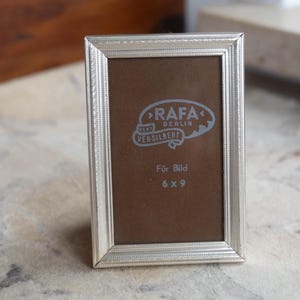 RAFA
BERLIN
VERSILBERT
Für Bild
6 x 9